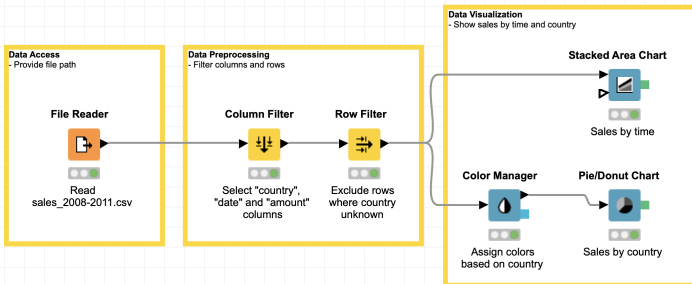 Data Access
- Provide file path
File Reader
Read
sales_2008-2011.csv
Data Preprocessing
- Filter columns and rows
Column Filter
Select "country",
"date" and "amount"
columns
Row Filter
Exclude rows
where country
unknown
Data Visualization
- Show sales by time and country
Stacked Area Chart
Sales by time
Color Manager
Assign colors
based on country
Pie/Donut Chart
Sales by country